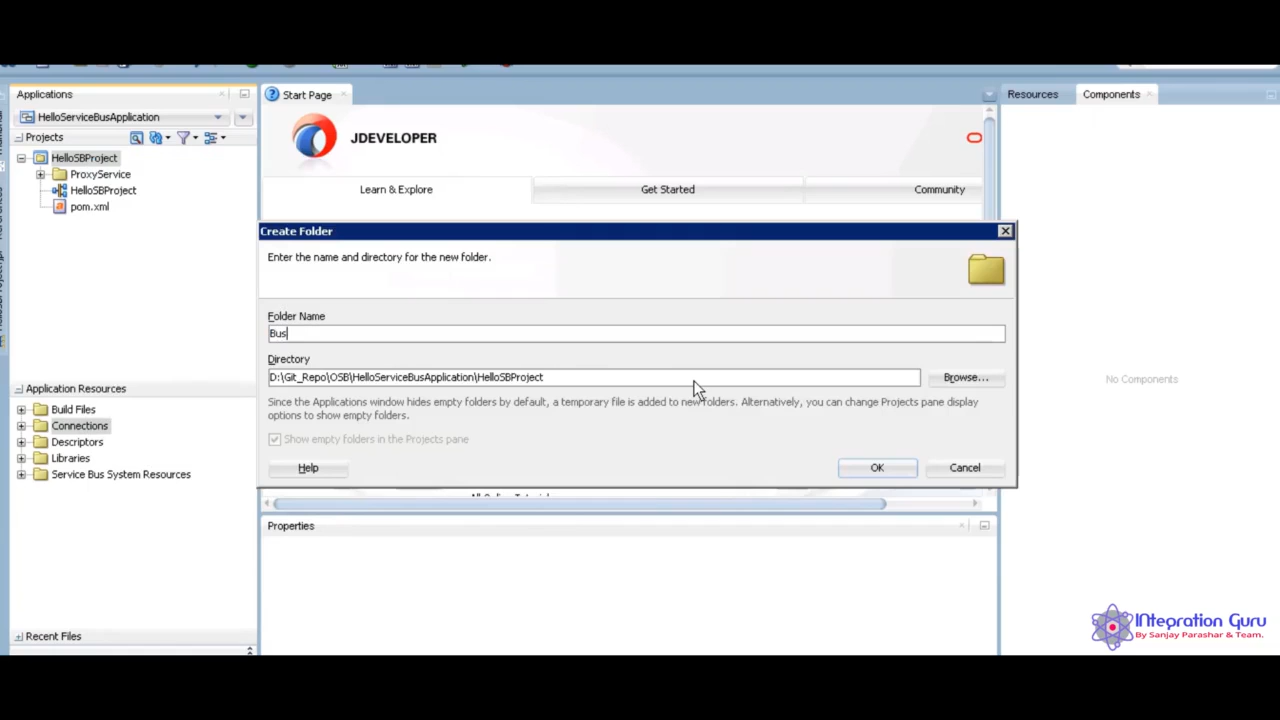 Applications
Start Page
Resources
Components
HelloServiceBusApplication
Projects
JDEVELOPER
HelloSBProject
ProxyService
HelloSBProject
pom.xml
Learn & Explore
Get Started
Community
Create Folder
Enter the name and directory for the new folder.
Folder Name
Bus
Directory
D:\Git_Repo\OSB\HelloServiceBusApplication\HelloSBProject
Browse...
Since the Applications window hides empty folders by default, a temporary file is added to new folders. Alternatively, you can change Projects pane display
options to show empty folders.
Show empty folders in the Projects pane
Help
OK
Cancel
No Components
Application Resources
Build Files
Connections
Descriptors
Libraries
Service Bus System Resources
Properties
Recent Files
INtegration Guru
By Sanjay Parashar & Team.